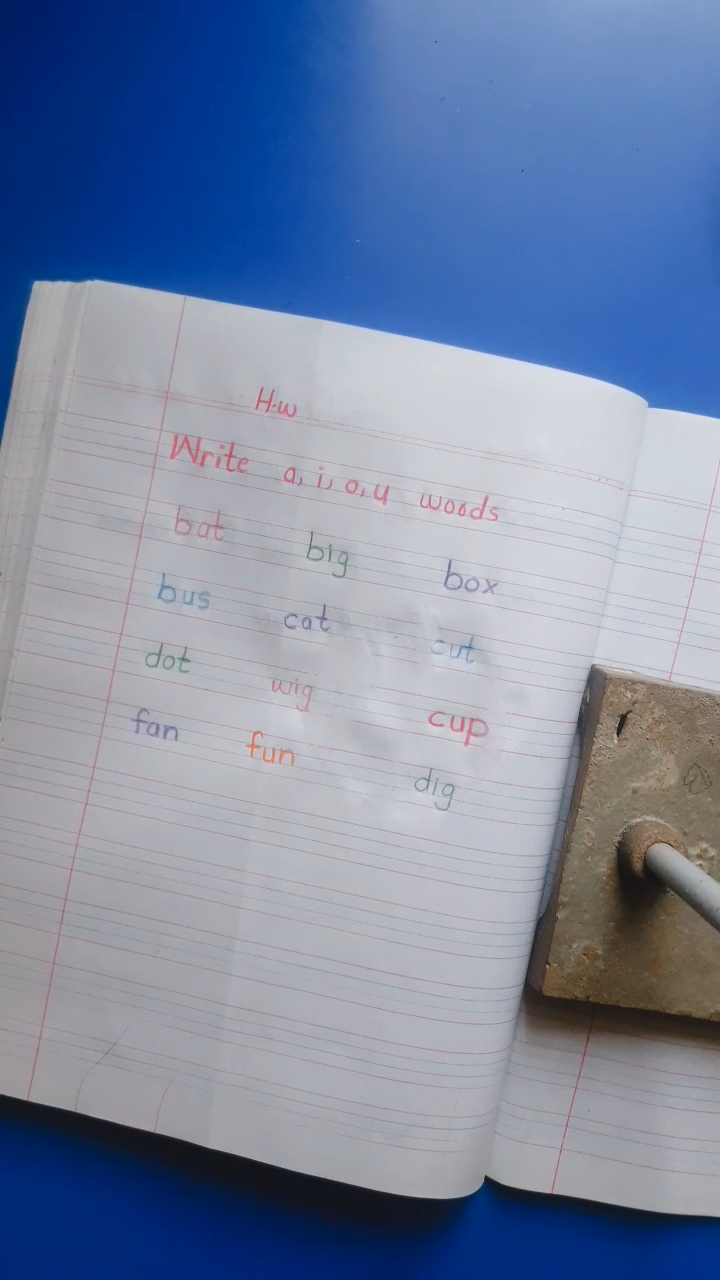 H.w
Write a, i, o, u woods
bat big box
bus cat cut
dot wig cup
fan fun dig